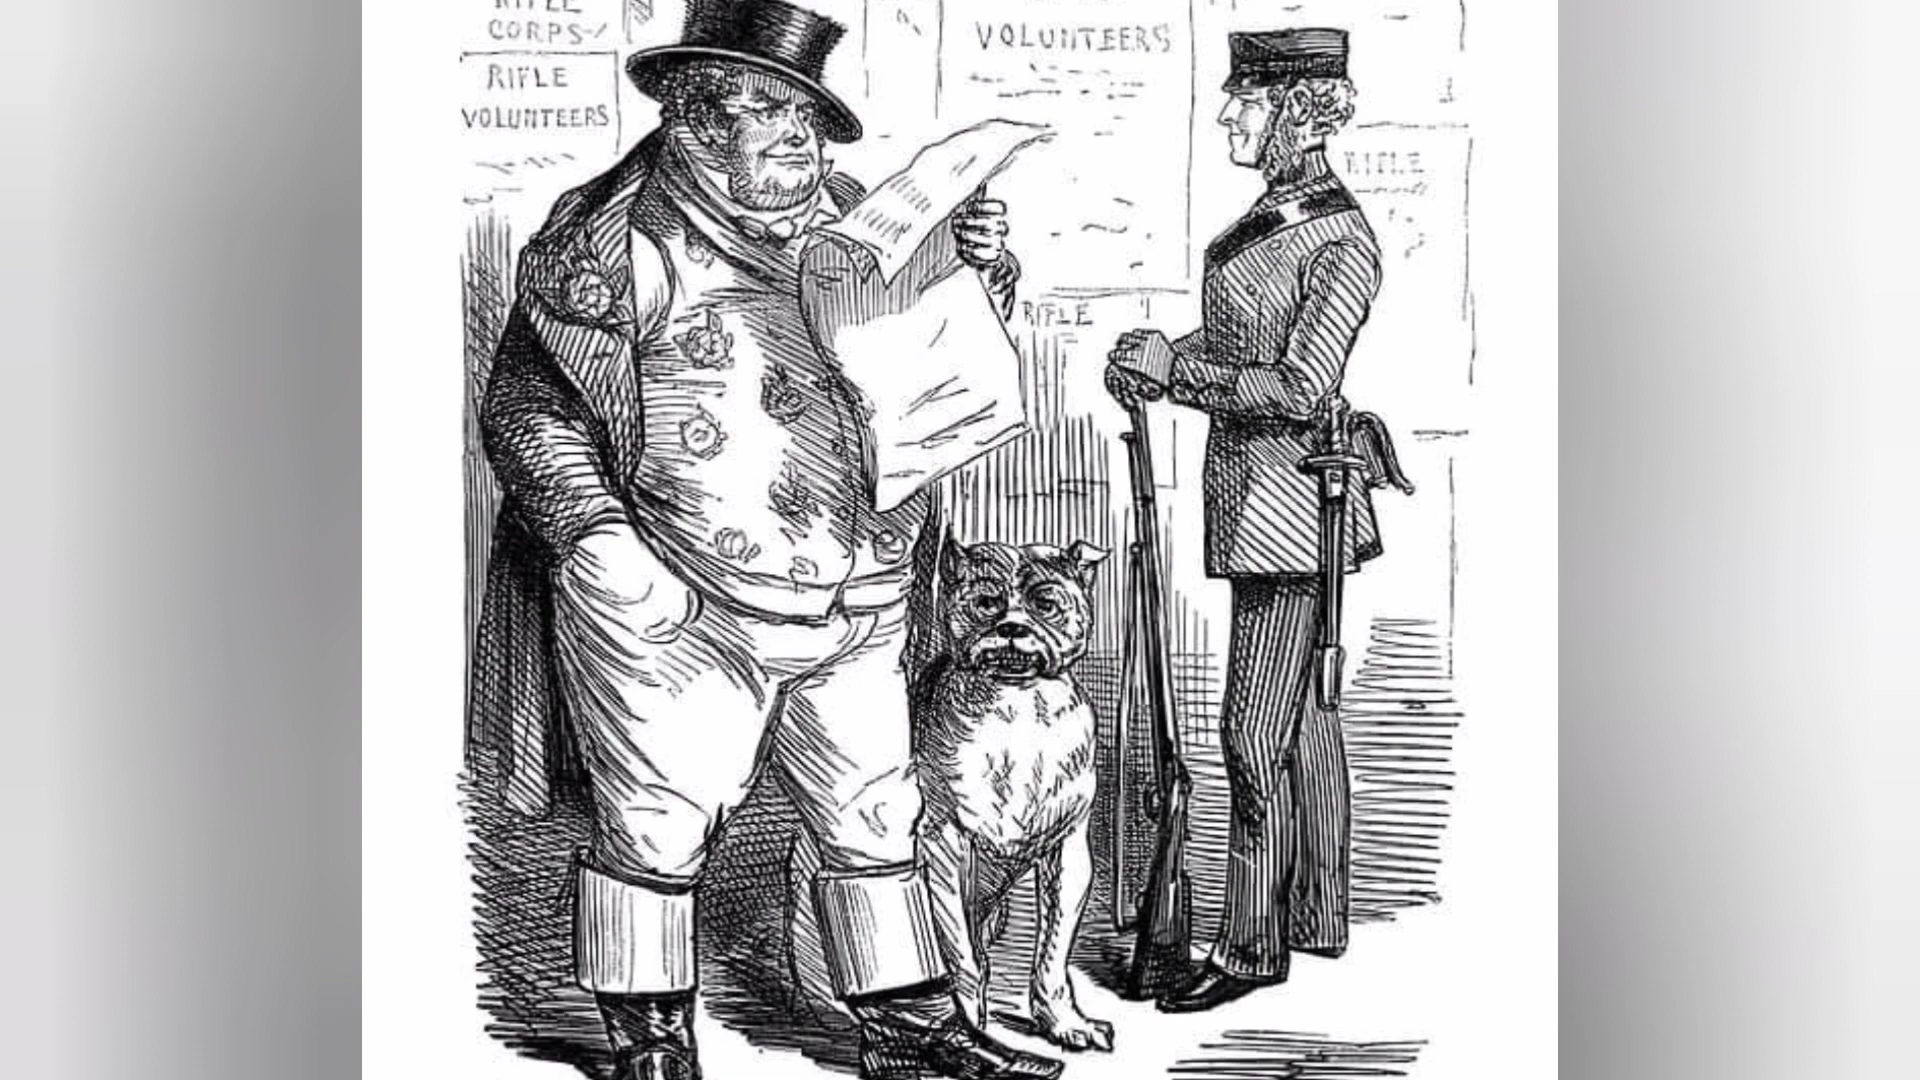 RIFLE
CORPS
RIFLE
VOLUNTEERS
VOLUNTEERS
RIFLE
RIFLE